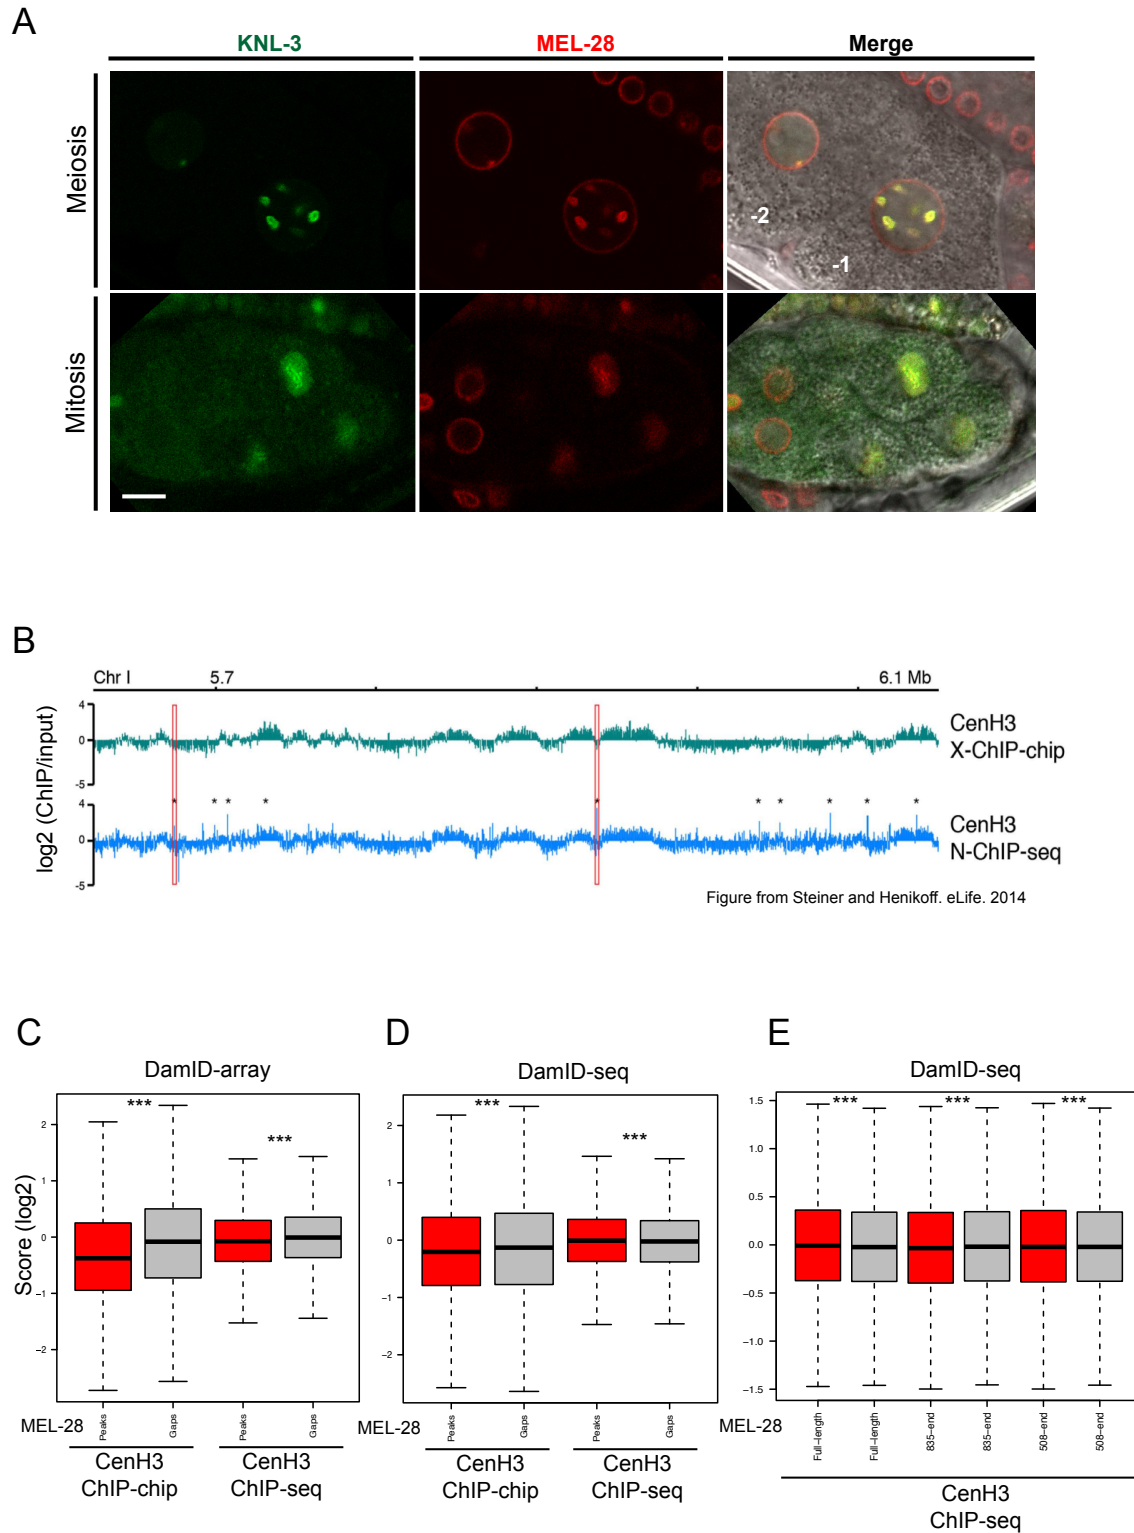 A
KNL-3
MEL-28
Merge
Meiosis
-2
-1
Mitosis
B
Chr I
5.7
6.1 Mb
log2 (ChIP/input)
4
0
-5
CenH3
X-ChIP-chip
* * * * * * * * * *
4
0
-5
CenH3
N-ChIP-seq
Figure from Steiner and Henikoff. eLife. 2014
C
DamID-array
Score (log2)
2
1
0
−1
−2
***
***
MEL-28
Peaks
Gaps
Peaks
Gaps
CenH3
ChIP-chip
CenH3
ChIP-seq
D
DamID-seq
2
1
0
−1
−2
***
***
MEL-28
Peaks
Gaps
Peaks
Gaps
CenH3
ChIP-chip
CenH3
ChIP-seq
E
DamID-seq
1.5
1.0
0.5
0.0
−0.5
−1.0
−1.5
***
***
***
MEL-28
Full−length
Full−length
835−end
835−end
508−end
508−end
CenH3
ChIP-seq